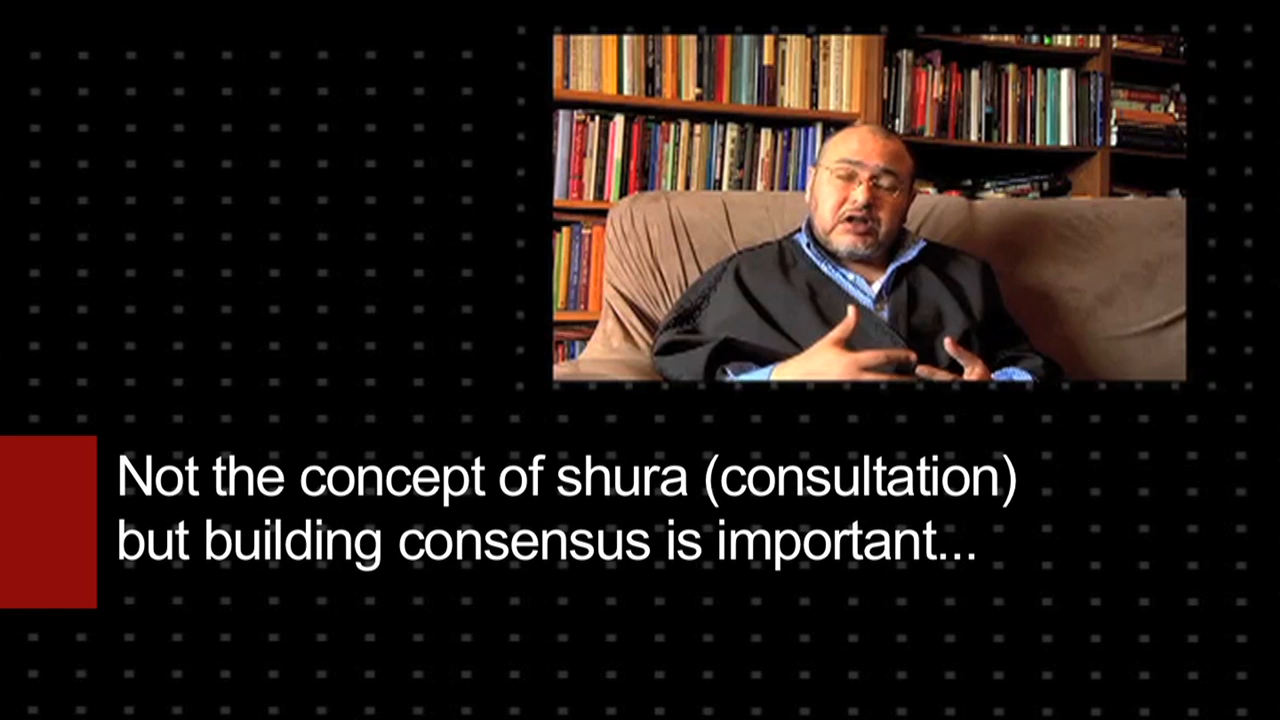 Not the concept of shura (consultation)
but building consensus is important...